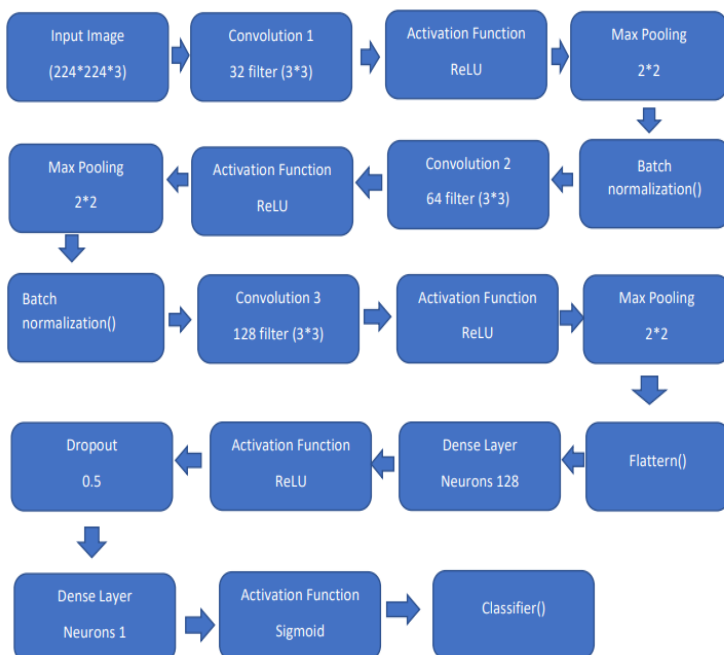 Input Image
(224*224*3)
Convolution 1
32 filter (3*3)
Activation Function
ReLU
Max Pooling
2*2
Batch
normalization()
Convolution 2
64 filter (3*3)
Activation Function
ReLU
Max Pooling
2*2
Batch
normalization()
Convolution 3
128 filter (3*3)
Activation Function
ReLU
Max Pooling
2*2
Flattern()
Dense Layer
Neurons 128
Activation Function
ReLU
Dropout
0.5
Dense Layer
Neurons 1
Activation Function
Sigmoid
Classifier()